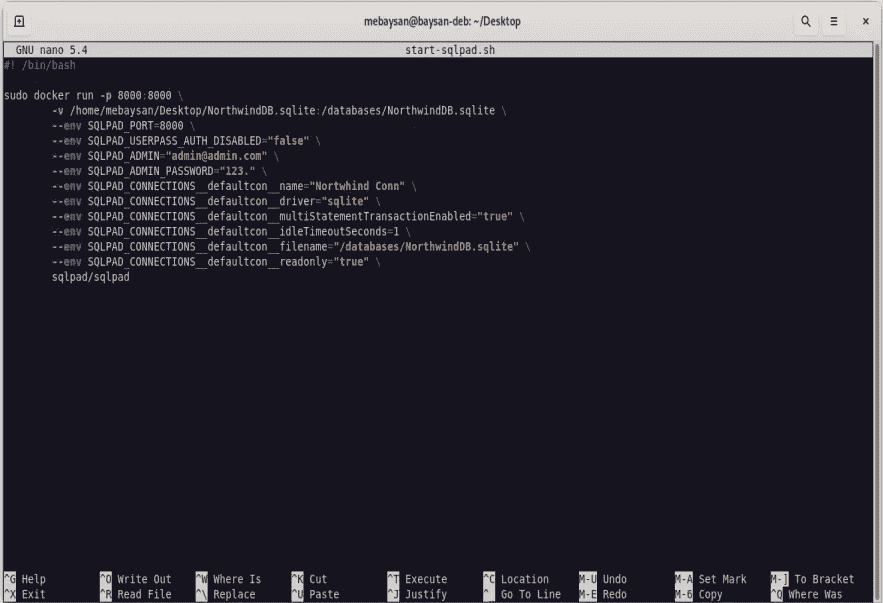 mebaysan@baysan-deb: ~/Desktop
GNU nano 5.4 start-sqlpad.sh
#! /bin/bash
sudo docker run -p 8000:8000 \
-v /home/mebaysan/Desktop/NorthwindDB.sqlite:/databases/NorthwindDB.sqlite \
--env SQLPAD_PORT=8000 \
--env SQLPAD_USERPASS_AUTH_DISABLED="false" \
--env SQLPAD_ADMIN="admin@admin.com" \
--env SQLPAD_ADMIN_PASSWORD="123." \
--env SQLPAD_CONNECTIONS__defaultcon__name="Nortwhind Conn" \
--env SQLPAD_CONNECTIONS__defaultcon__driver="sqlite" \
--env SQLPAD_CONNECTIONS__defaultcon__multiStatementTransactionEnabled="true" \
--env SQLPAD_CONNECTIONS__defaultcon__idleTimeoutSeconds=1 \
--env SQLPAD_CONNECTIONS__defaultcon__filename="/databases/NorthwindDB.sqlite" \
--env SQLPAD_CONNECTIONS__defaultcon__readonly="true" \
sqlpad/sqlpad
^G Help ^O Write Out ^W Where Is ^K Cut ^T Execute ^C Location M-U Undo M-A Set Mark M-] To Bracket
^X Exit ^R Read File ^\ Replace ^U Paste ^J Justify ^_ Go To Line M-E Redo M-6 Copy ^Q Where Was